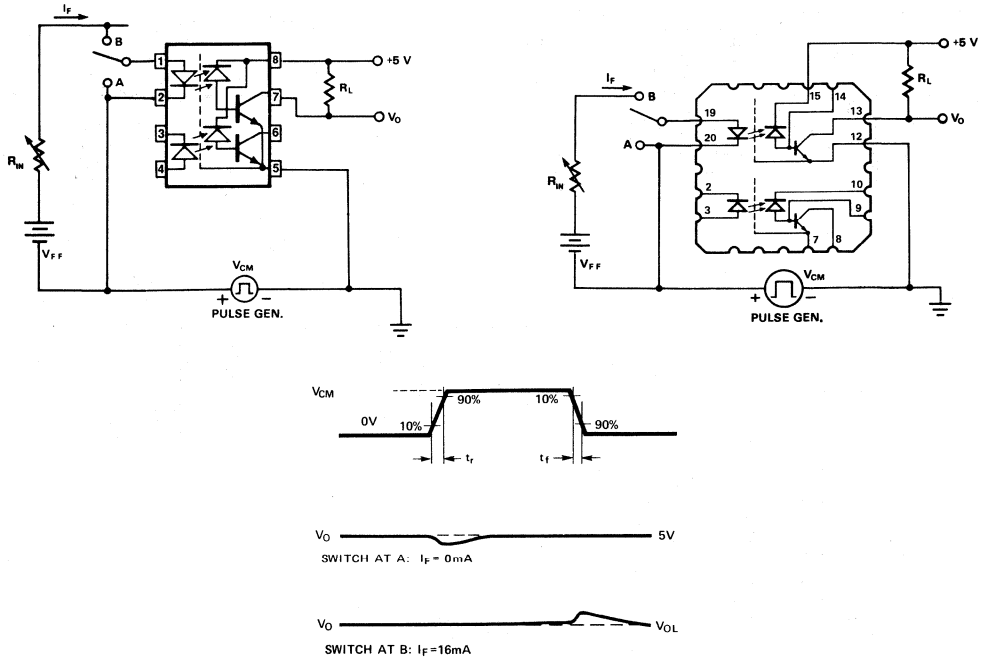 I_F
B
A
1
2
3
4
8
7
6
5
R_L
+5 V
V_O
R_IN
V_FF
V_CM
+ −
PULSE GEN.
I_F
B
A
19
20
2
3
15 14
13
12
10
9
7 8
R_L
+5 V
V_O
R_IN
V_FF
V_CM
+ −
PULSE GEN.
V_CM
0V 10% 90% 10% 90%
t_r t_f
V_O 5V
SWITCH AT A: I_F = 0mA
V_O V_OL
SWITCH AT B: I_F = 16mA